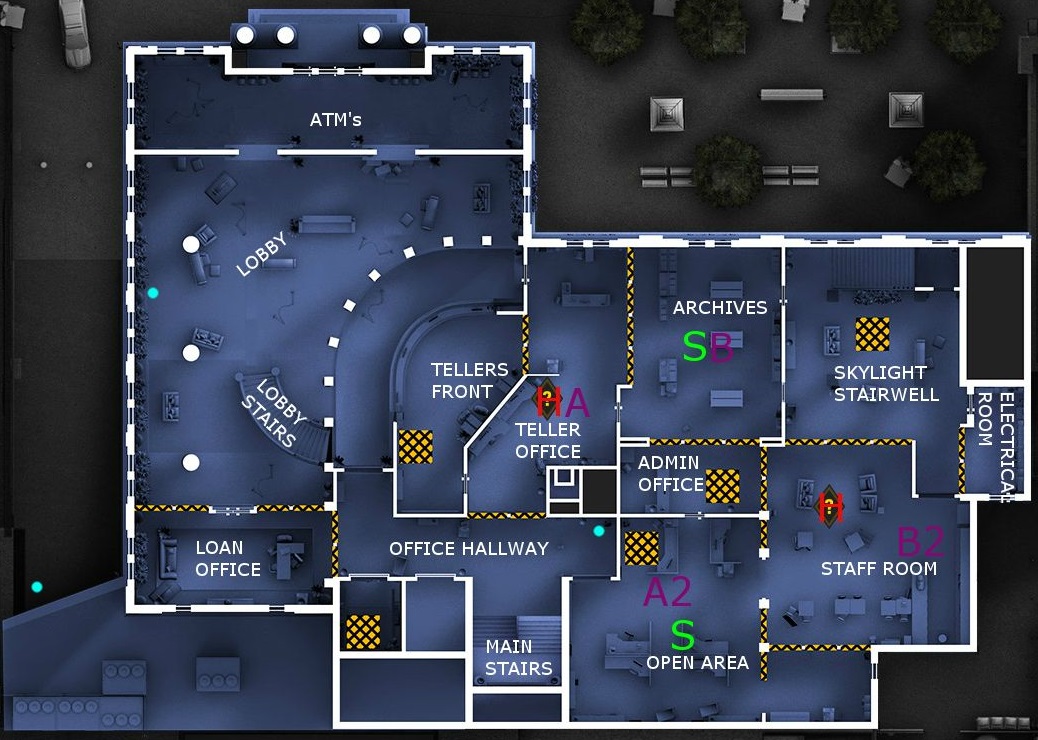 ATM's
LOBBY
ARCHIVES
SB
TELLERS
FRONT
SKYLIGHT
STAIRWELL
ELECTRICAL
ROOM
LOBBY
STAIRS
H ? A
TELLER
OFFICE
ADMIN
OFFICE
H ?
B2
STAFF ROOM
LOAN
OFFICE
OFFICE HALLWAY
A2
S
OPEN AREA
MAIN
STAIRS